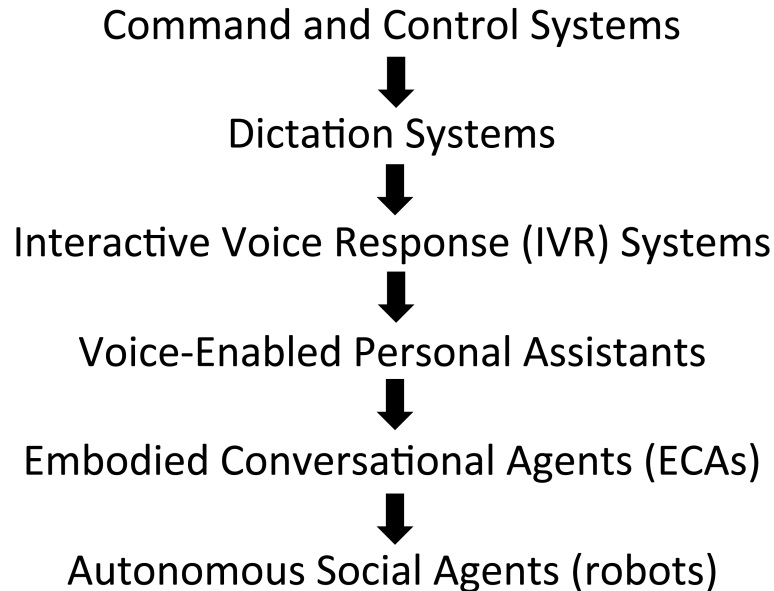 Command and Control Systems
Dictation Systems
Interactive Voice Response (IVR) Systems
Voice-Enabled Personal Assistants
Embodied Conversational Agents (ECAs)
Autonomous Social Agents (robots)